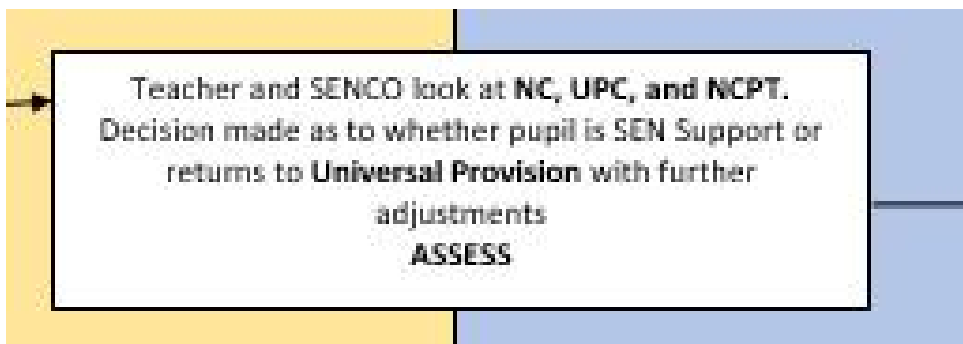 Teacher and SENCO look at NC, UPC, and NCPT.
Decision made as to whether pupil is SEN Support or
returns to Universal Provision with further
adjustments
ASSESS